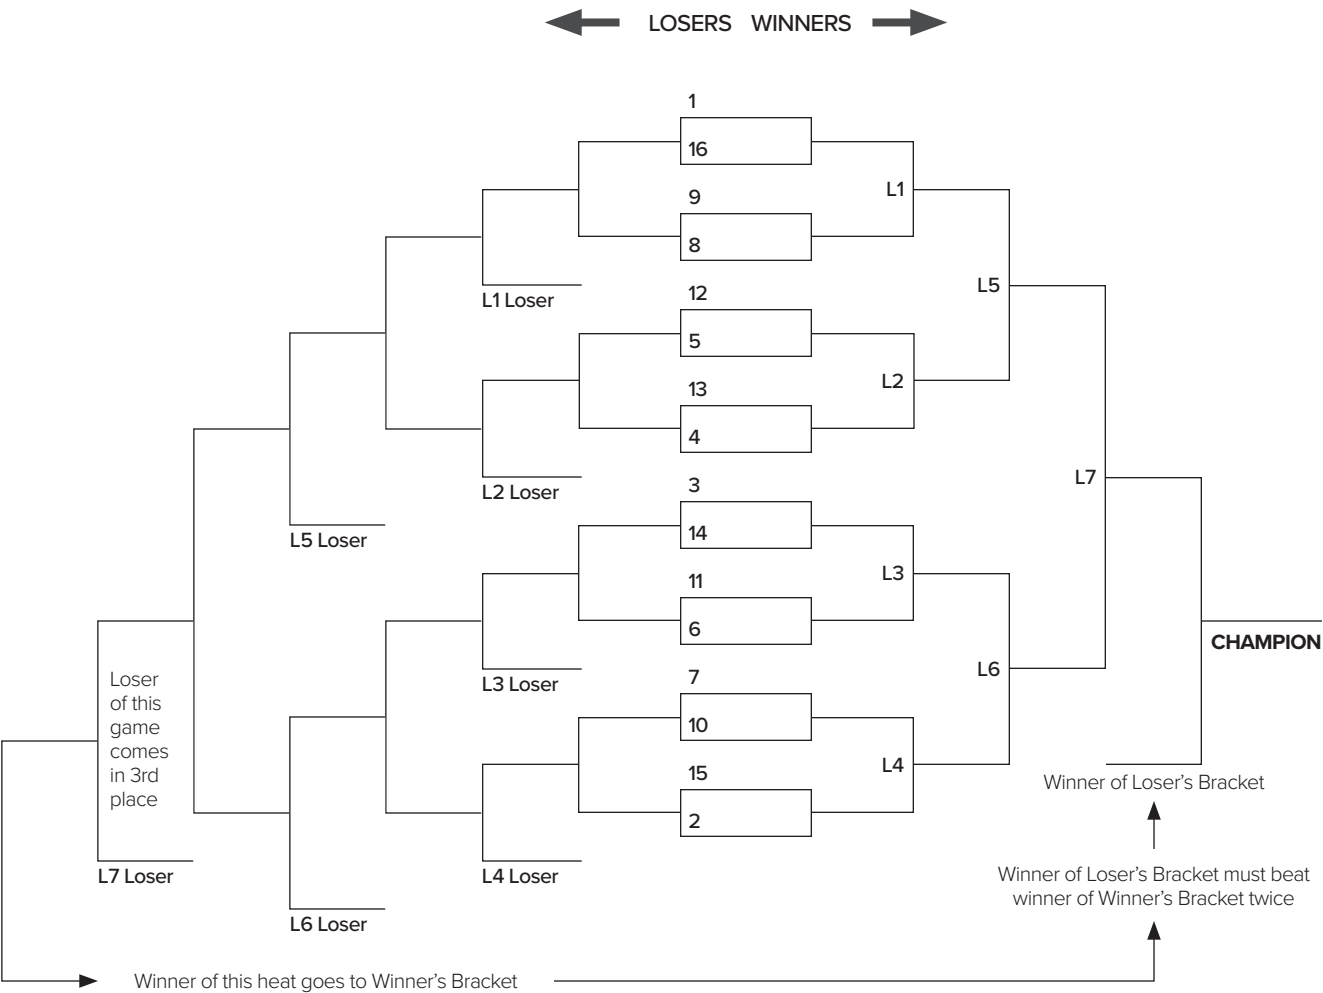 LOSERS WINNERS
1
16
L1
9
8
L1 Loser
12
L5
5
13
L2
4
L2 Loser
3
L7
14
L5 Loser
11
L3
6
CHAMPION
7
L6
L3 Loser
Loser
of this
game
comes
in 3rd
place
10
15
L4
2
Winner of Loser’s Bracket
L7 Loser
L4 Loser
Winner of Loser’s Bracket must beat
winner of Winner’s Bracket twice
L6 Loser
Winner of this heat goes to Winner’s Bracket